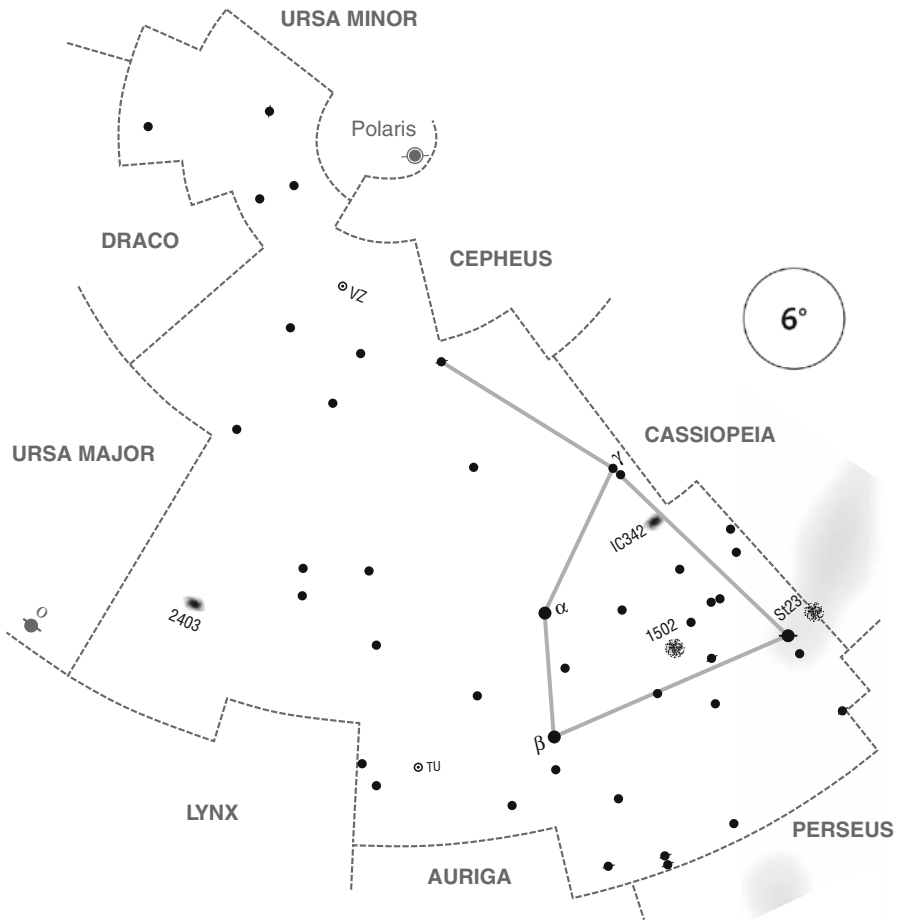 URSA MINOR
Polaris
DRACO
CEPHEUS
VZ
6°
CASSIOPEIA
URSA MAJOR
γ
IC342
2403
ο
α
St23
1502
β
TU
LYNX
PERSEUS
AURIGA